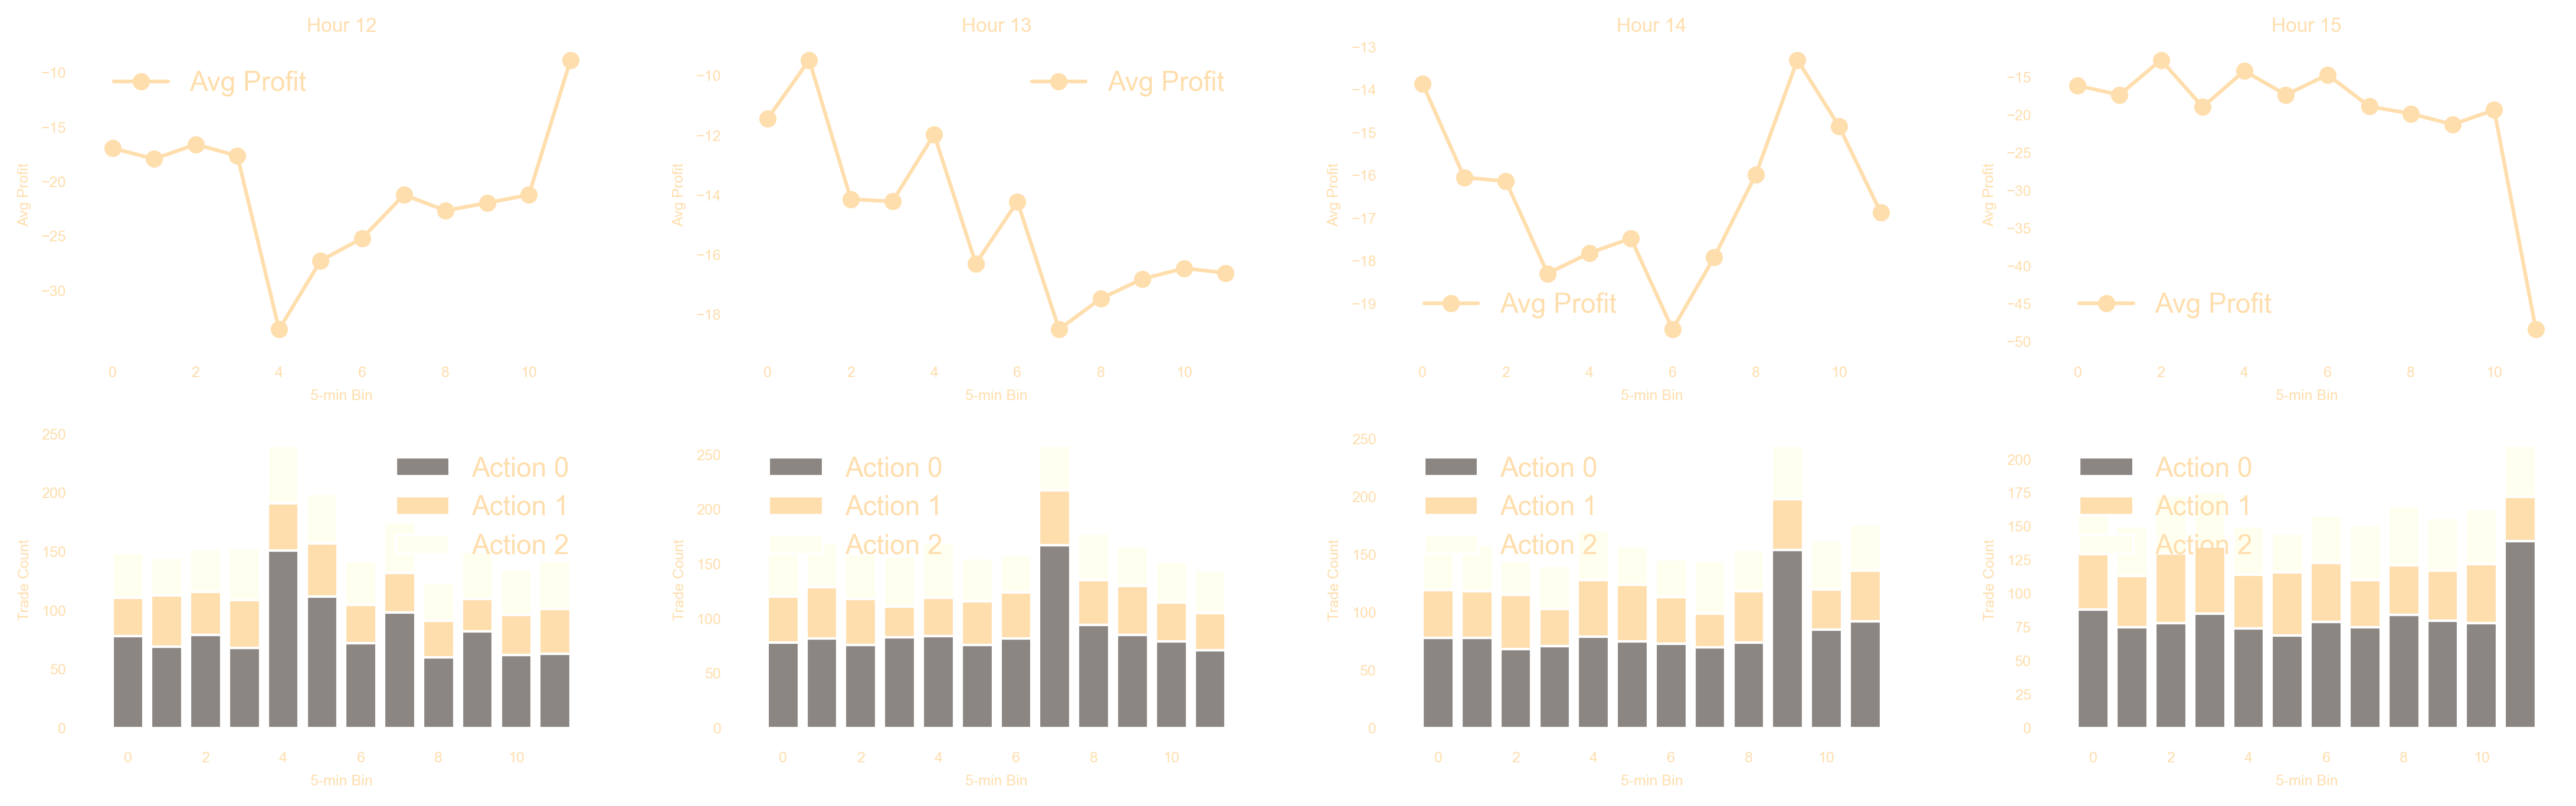 Hour 12
Avg Profit
−10
−15
−20
−25
−30
Avg Profit
0 2 4 6 8 10
5-min Bin
Hour 13
Avg Profit
−10
−12
−14
−16
−18
Avg Profit
0 2 4 6 8 10
5-min Bin
Hour 14
−13
−14
−15
−16
−17
−18
−19
Avg Profit
Avg Profit
0 2 4 6 8 10
5-min Bin
Hour 15
−15
−20
−25
−30
−35
−40
−45
−50
Avg Profit
Avg Profit
0 2 4 6 8 10
5-min Bin
250
200
150
100
50
0
Trade Count
Action 0
Action 1
Action 2
0 2 4 6 8 10
5-min Bin
250
200
150
100
50
0
Trade Count
Action 0
Action 1
Action 2
0 2 4 6 8 10
5-min Bin
250
200
150
100
50
0
Trade Count
Action 0
Action 1
Action 2
0 2 4 6 8 10
5-min Bin
200
175
150
125
100
75
50
25
0
Trade Count
Action 0
Action 1
Action 2
0 2 4 6 8 10
5-min Bin